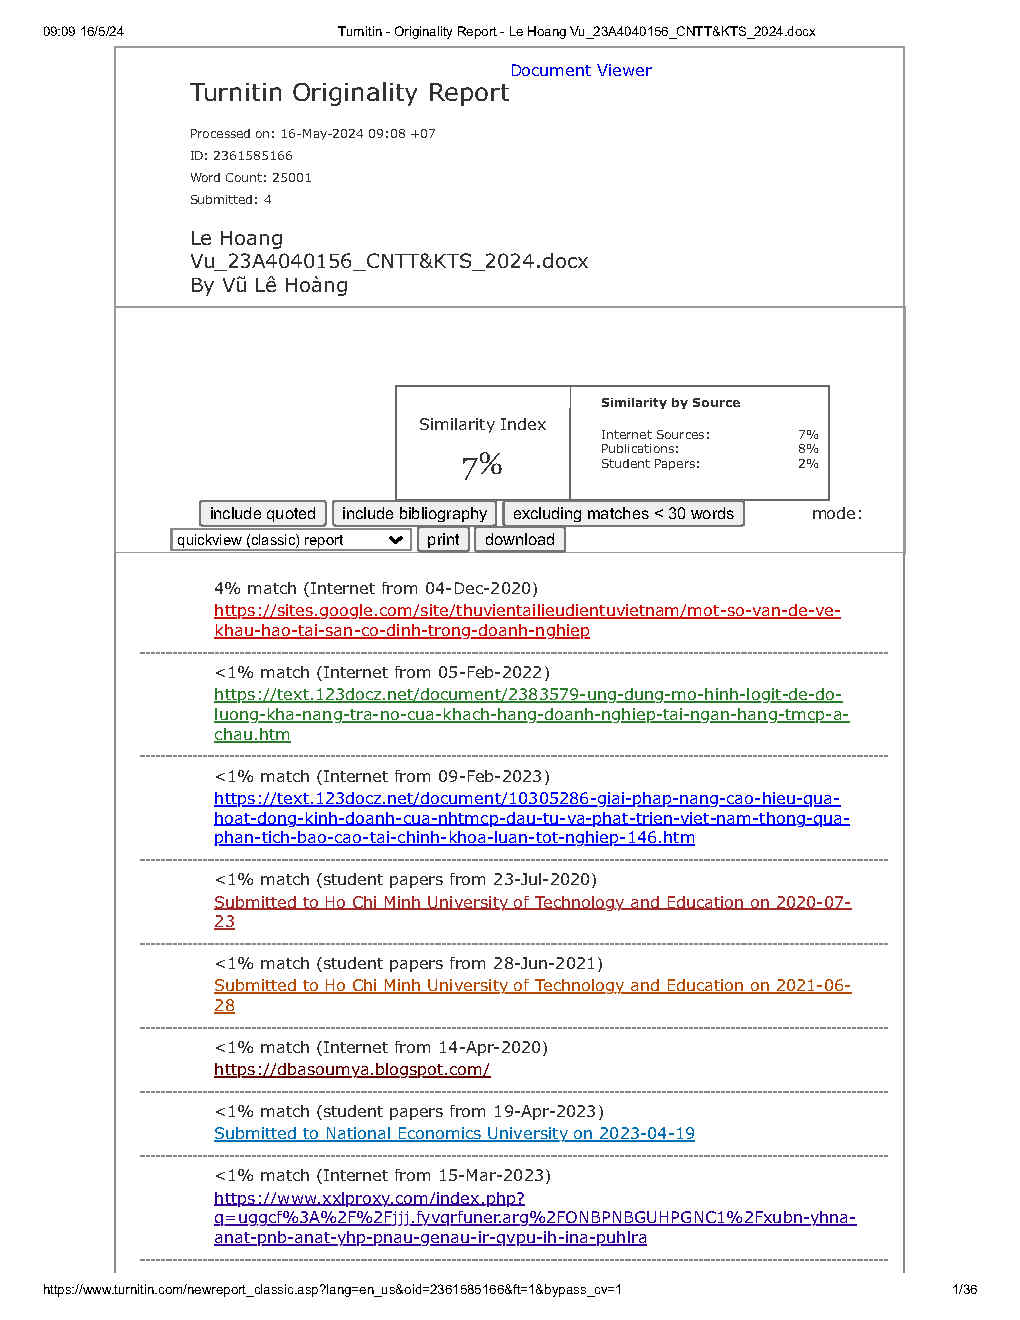 09:09 16/5/24 Turnitin - Originality Report - Le Hoang Vu_23A4040156_CNTT&KTS_2024.docx
Document Viewer
Turnitin Originality Report
Processed on: 16-May-2024 09:08 +07
ID: 2361585166
Word Count: 25001
Submitted: 4
Le Hoang
Vu_23A4040156_CNTT&KTS_2024.docx
By Vũ Lê Hoàng
Similarity Index
7%
Similarity by Source
Internet Sources: 7%
Publications: 8%
Student Papers: 2%
include quoted include bibliography excluding matches < 30 words mode:
quickview (classic) report print download
4% match (Internet from 04-Dec-2020)
https://sites.google.com/site/thuvientailieudientuvietnam/mot-so-van-de-ve-
khau-hao-tai-san-co-dinh-trong-doanh-nghiep
<1% match (Internet from 05-Feb-2022)
https://text.123docz.net/document/2383579-ung-dung-mo-hinh-logit-de-do-
luong-kha-nang-tra-no-cua-khach-hang-doanh-nghiep-tai-ngan-hang-tmcp-a-
chau.htm
<1% match (Internet from 09-Feb-2023)
https://text.123docz.net/document/10305286-giai-phap-nang-cao-hieu-qua-
hoat-dong-kinh-doanh-cua-nhtmcp-dau-tu-va-phat-trien-viet-nam-thong-qua-
phan-tich-bao-cao-tai-chinh-khoa-luan-tot-nghiep-146.htm
<1% match (student papers from 23-Jul-2020)
Submitted to Ho Chi Minh University of Technology and Education on 2020-07-
23
<1% match (student papers from 28-Jun-2021)
Submitted to Ho Chi Minh University of Technology and Education on 2021-06-
28
<1% match (Internet from 14-Apr-2020)
https://dbasoumya.blogspot.com/
<1% match (student papers from 19-Apr-2023)
Submitted to National Economics University on 2023-04-19
<1% match (Internet from 15-Mar-2023)
https://www.xxlproxy.com/index.php?
q=uggcf%3A%2F%2Fjjj.fyvqrfuner.arg%2FONBPNBGUHPGNC1%2Fxubn-yhna-
anat-pnb-anat-yhp-pnau-genau-ir-qvpu-ih-ina-puhlra
https://www.turnitin.com/newreport_classic.asp?lang=en_us&oid=2361585166&ft=1&bypass_cv=1 1/36